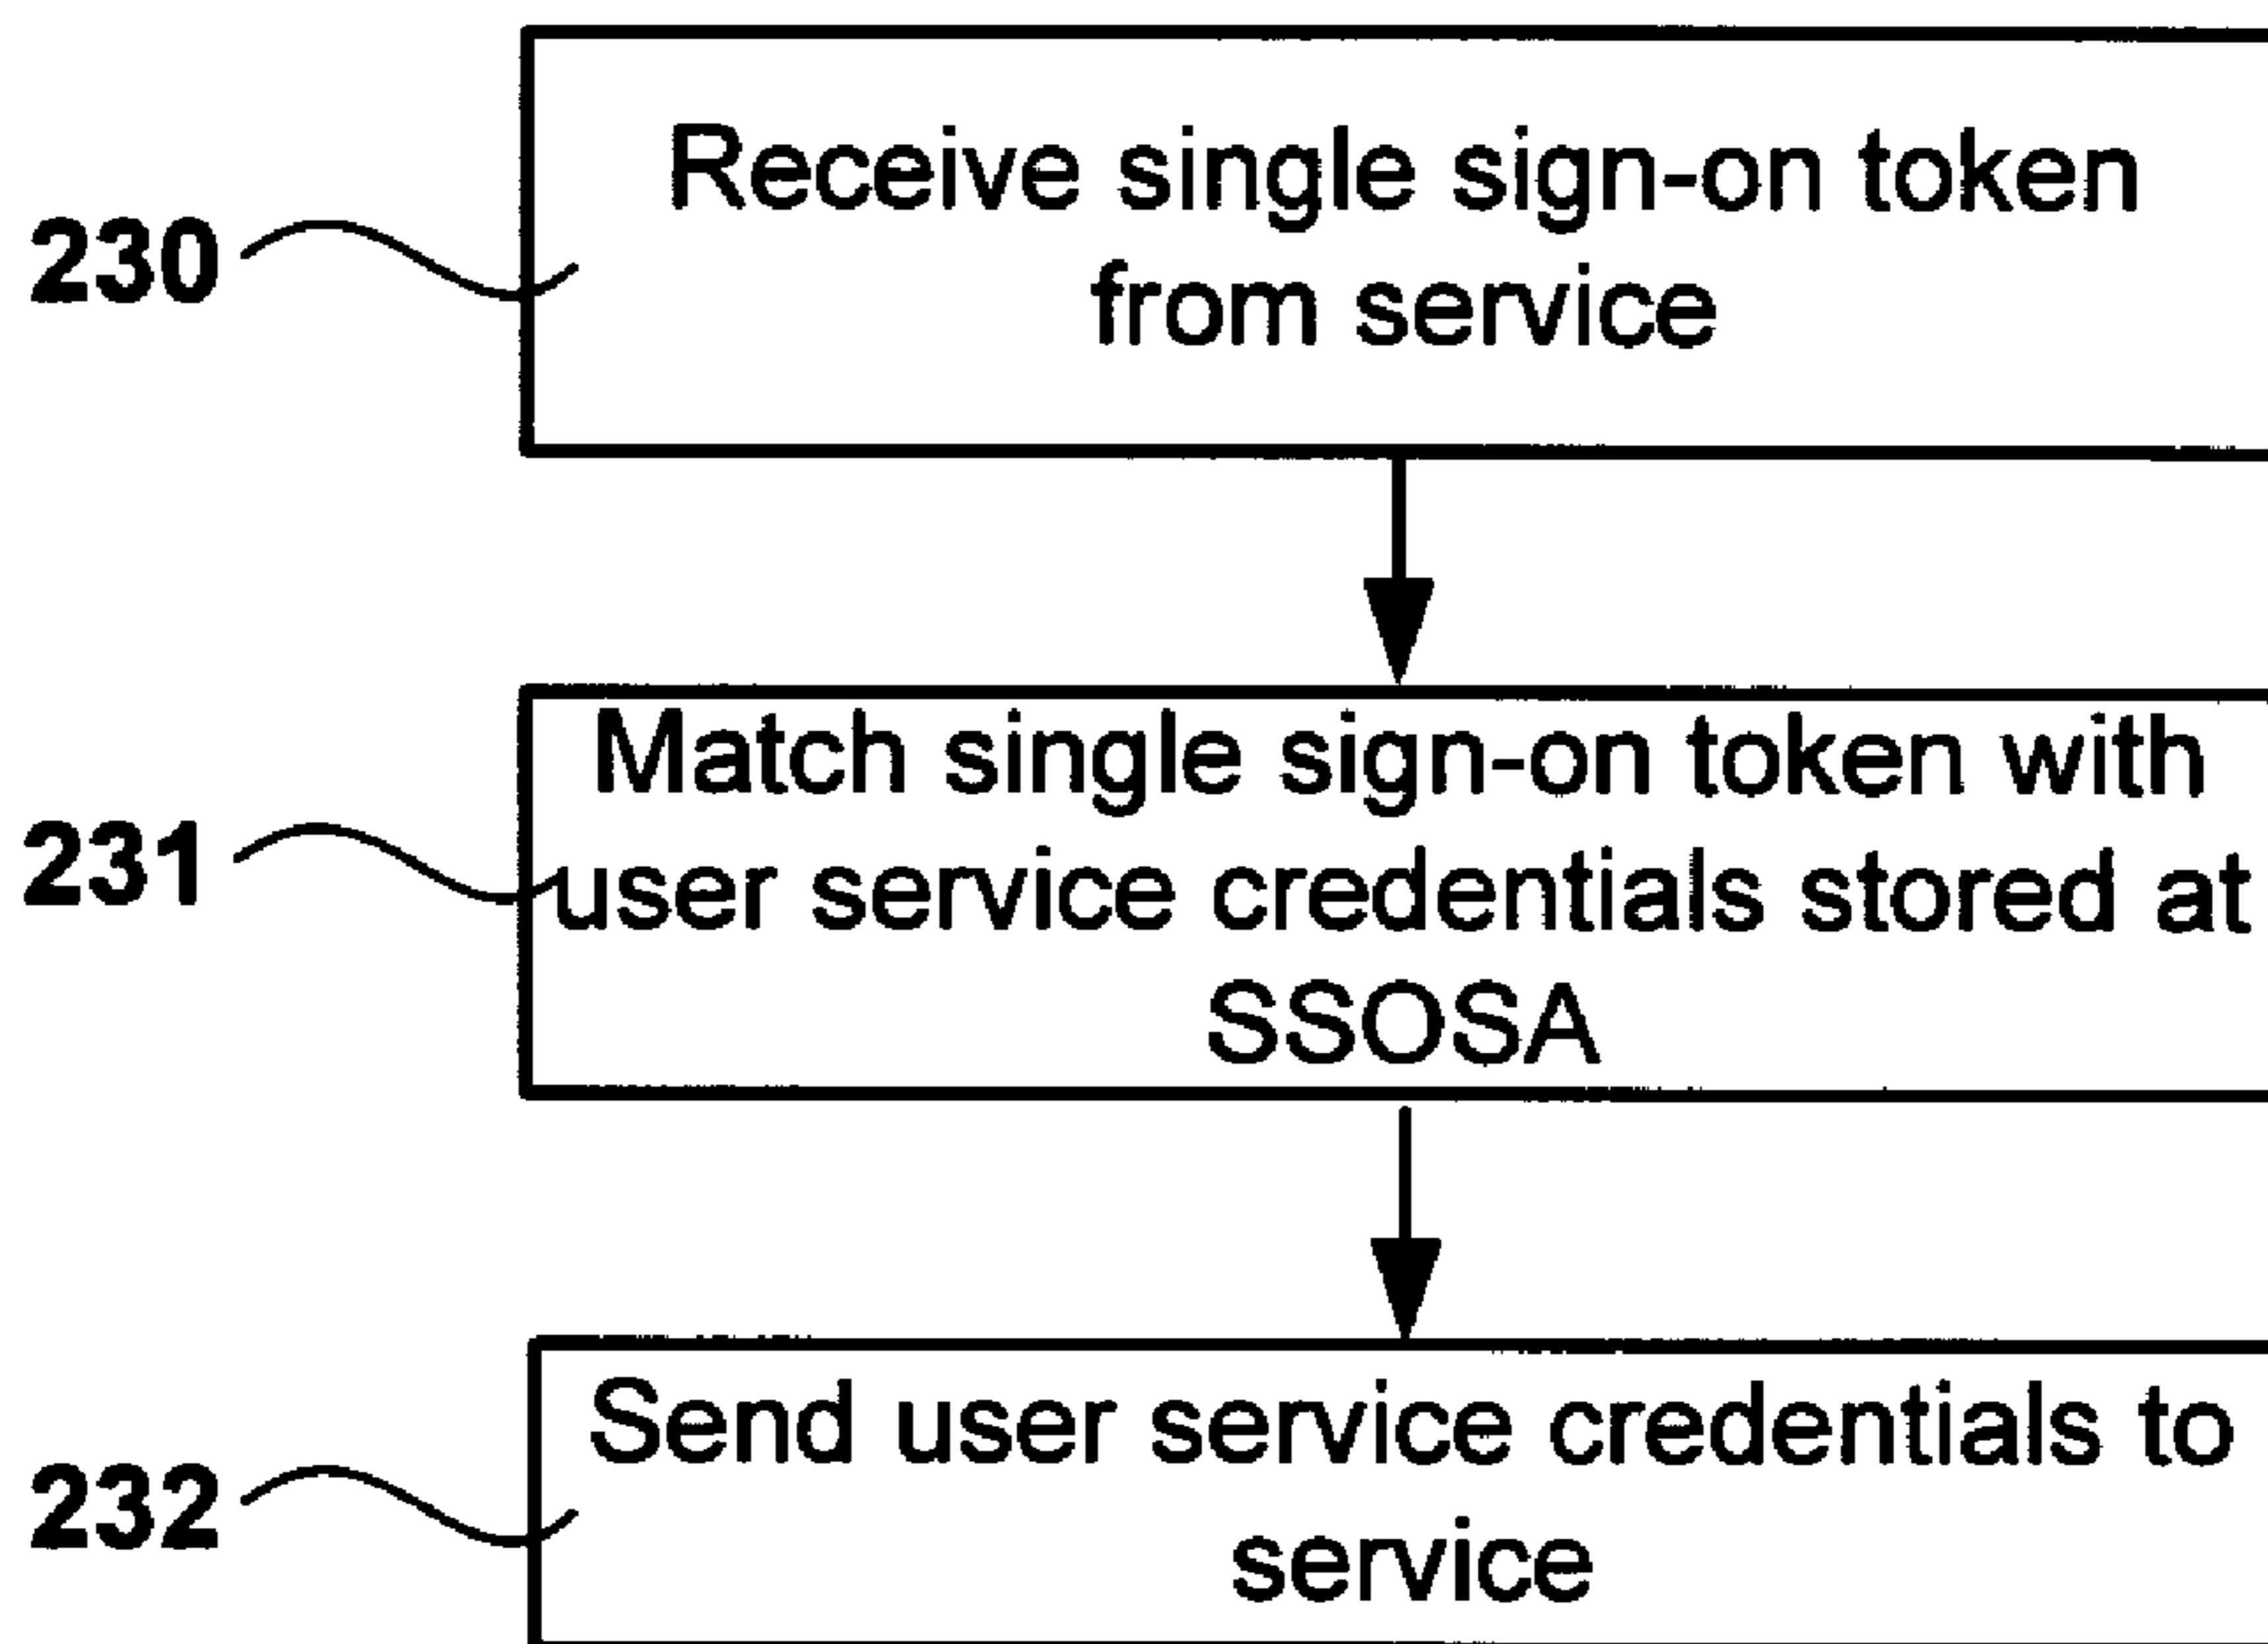 230
Receive single sign-on token
from service
231
Match single sign-on token with
user service credentials stored at
SSOSA
232
Send user service credentials to
service